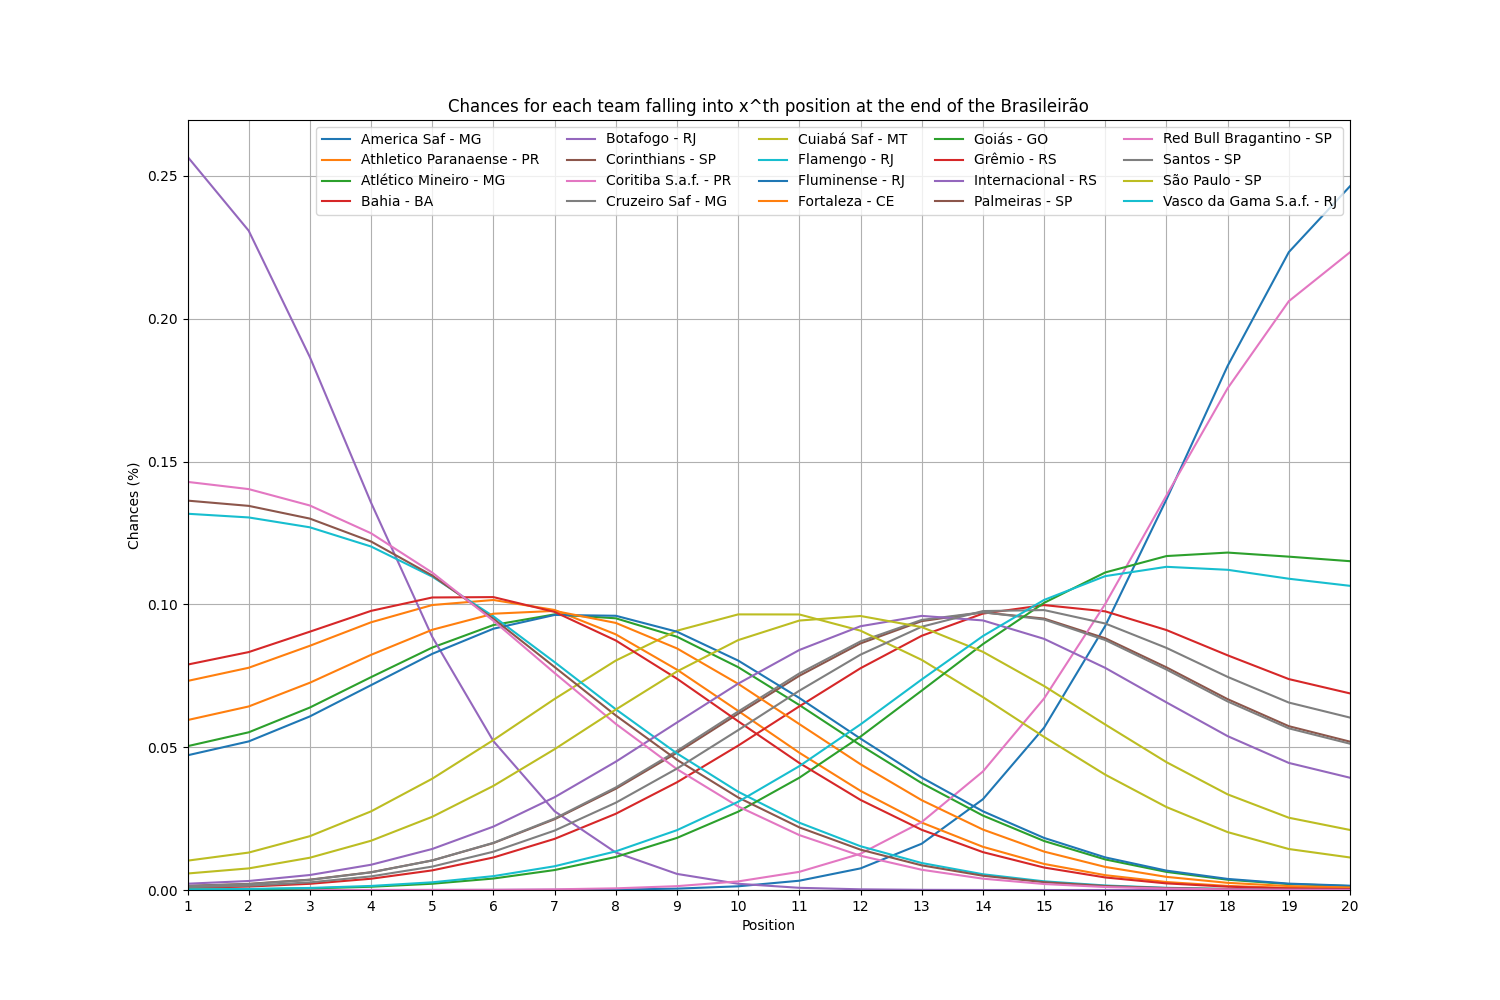 Chances for each team falling into x^th position at the end of the Brasileirão
America Saf - MG
Athletico Paranaense - PR
Atlético Mineiro - MG
Bahia - BA
Botafogo - RJ
Corinthians - SP
Coritiba S.a.f. - PR
Cruzeiro Saf - MG
Cuiabá Saf - MT
Flamengo - RJ
Fluminense - RJ
Fortaleza - CE
Goiás - GO
Grêmio - RS
Internacional - RS
Palmeiras - SP
Red Bull Bragantino - SP
Santos - SP
São Paulo - SP
Vasco da Gama S.a.f. - RJ
Chances (%)
0.25
0.20
0.15
0.10
0.05
0.00
1 2 3 4 5 6 7 8 9 10 11 12 13 14 15 16 17 18 19 20
Position